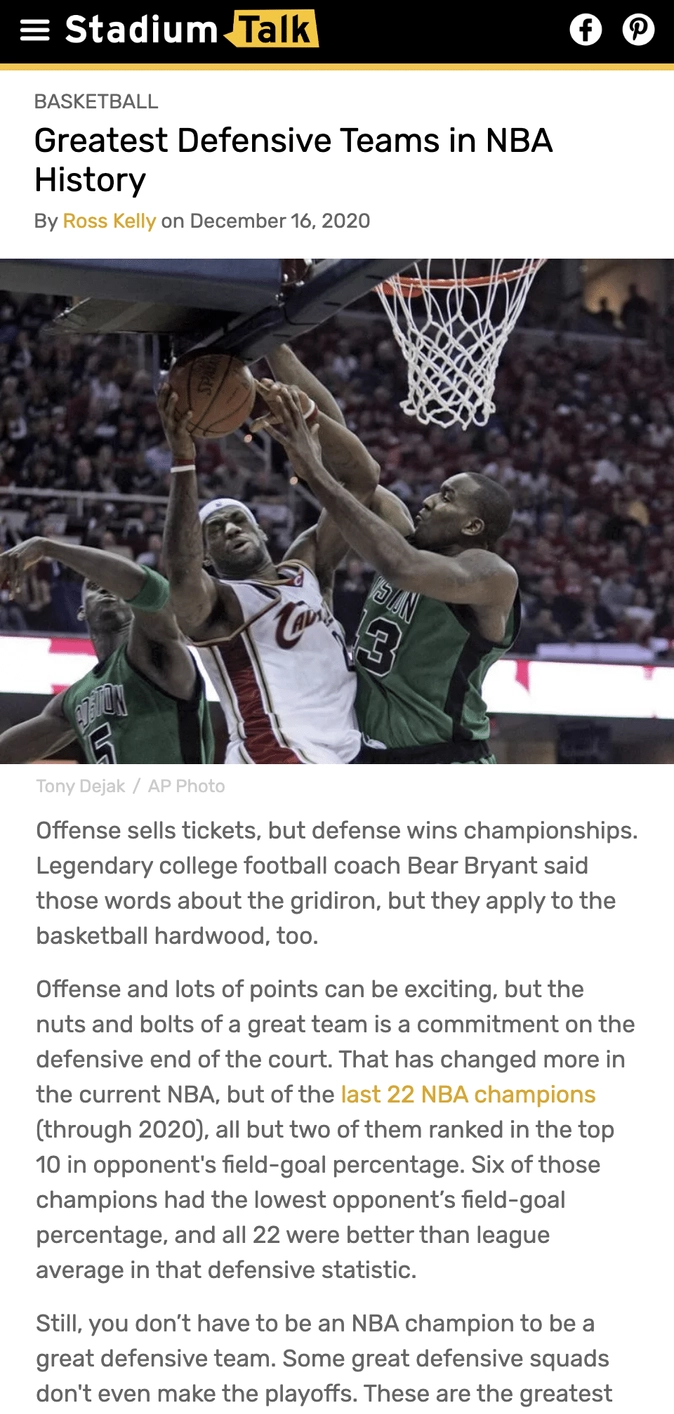 Stadium Talk
BASKETBALL
Greatest Defensive Teams in NBA
History
By Ross Kelly on December 16, 2020
SPALDING
BOSTON
5
CAVS
BOSTON
43
Tony Dejak / AP Photo
Offense sells tickets, but defense wins championships.
Legendary college football coach Bear Bryant said
those words about the gridiron, but they apply to the
basketball hardwood, too.
Offense and lots of points can be exciting, but the
nuts and bolts of a great team is a commitment on the
defensive end of the court. That has changed more in
the current NBA, but of the last 22 NBA champions
(through 2020), all but two of them ranked in the top
10 in opponent's field-goal percentage. Six of those
champions had the lowest opponent’s field-goal
percentage, and all 22 were better than league
average in that defensive statistic.
Still, you don’t have to be an NBA champion to be a
great defensive team. Some great defensive squads
don't even make the playoffs. These are the greatest